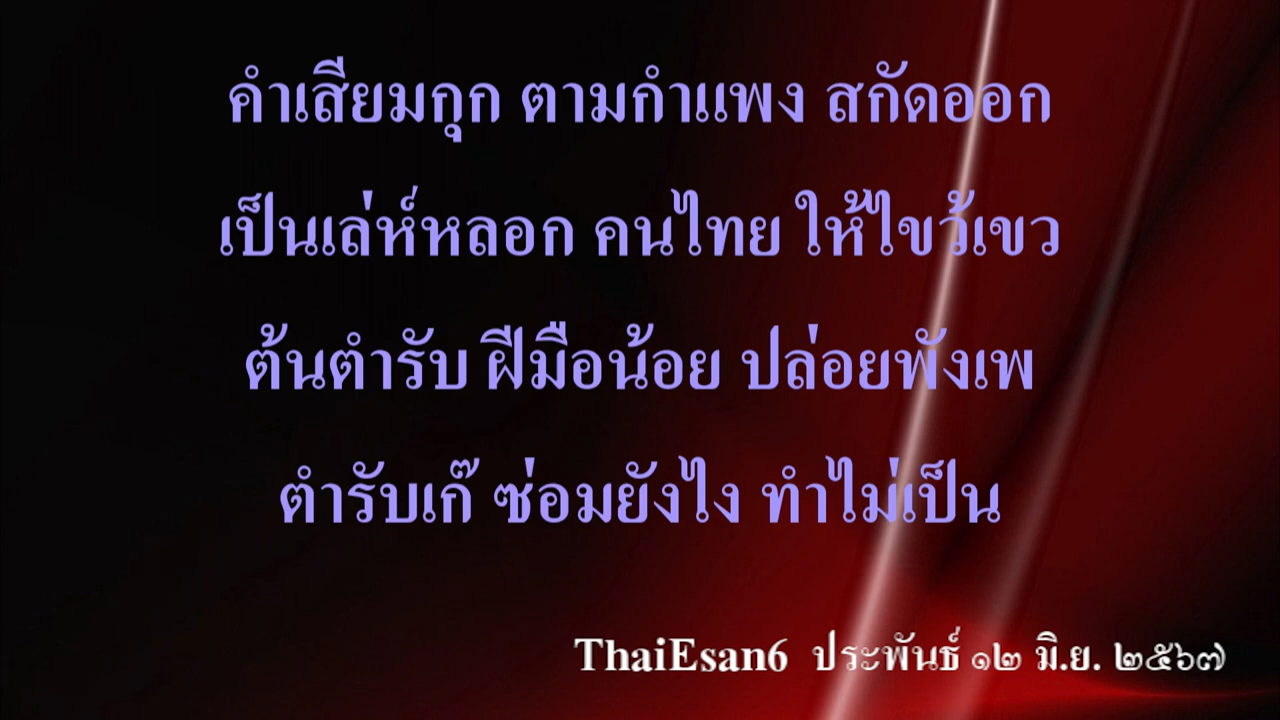 คำเสียมกุก ตามกำแพง สกัดออก
เป็นเล่ห์หลอก คนไทย ให้ไขว้เขว
ต้นตำรับ ฝีมือน้อย ปล่อยพังเพ
ตำรับเก๊ ซ่อมยังไง ทำไม่เป็น
ThaiEsan6 ประพันธ์ ๑๒ มิ.ย. ๒๕๖๗